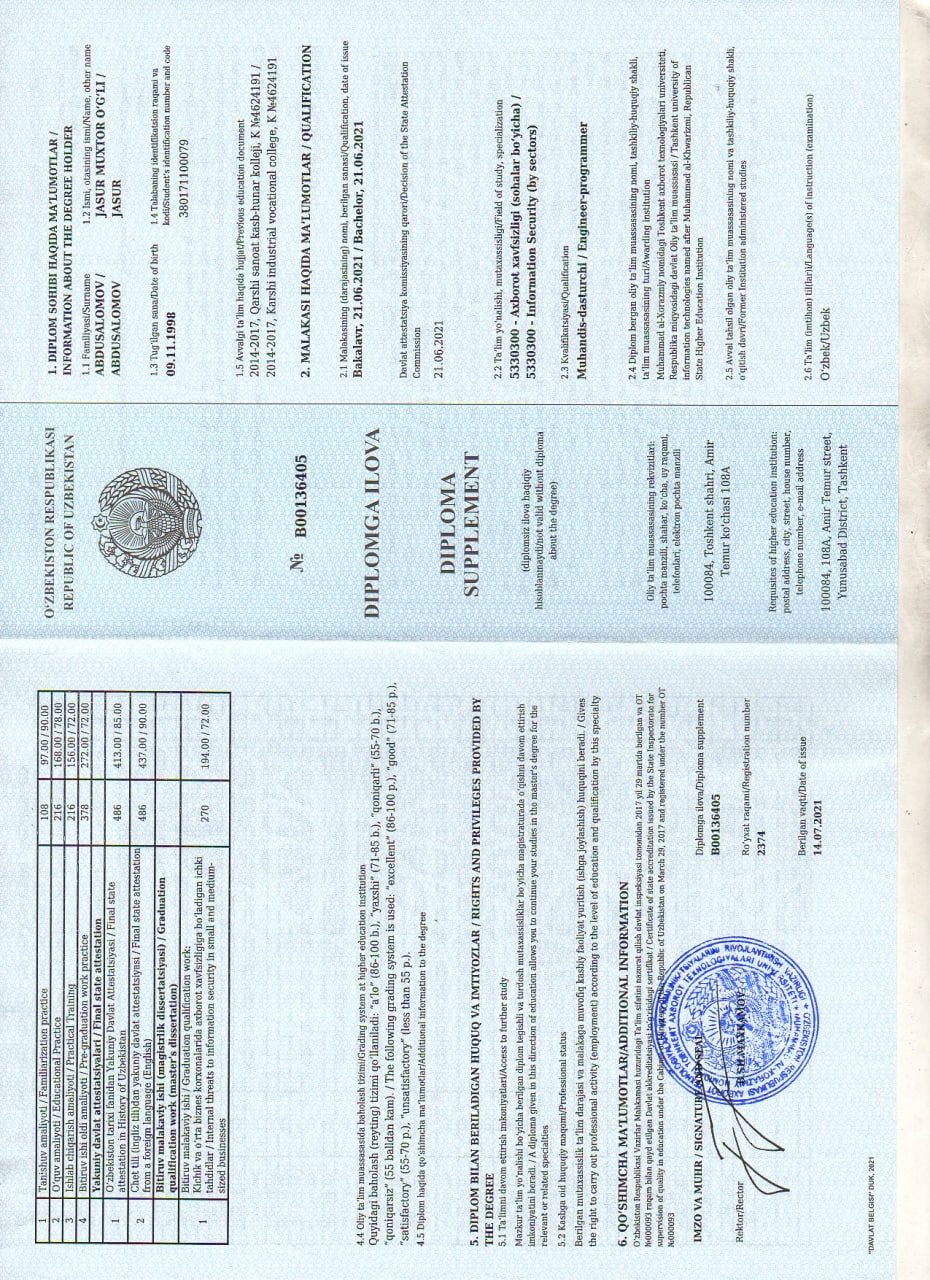 1 Tanishuv amaliyoti / Familiarization practice 108 97.00 / 90.00
2 O‘quv amaliyoti / Educational Practice 216 168.00 / 78.00
3 Ishlab chiqarish amaliyoti / Practical Training 216 156.00 / 72.00
4 Bitiruv ishi oldi amaliyoti / Pre-graduation work practice 378 272.00 / 72.00
Yakuniy davlat attestatsiyalari / Final state attestation
1 O‘zbekiston tarixi fanidan Yakuniy Davlat Attestatsiyasi / Final state
attestation in History of Uzbekistan 486 413.00 / 85.00
2 Chet tili (ingliz tili)dan yakuniy davlat attestatsiyasi / Final state attestation
from a foreign language (English) 486 437.00 / 90.00
Bitiruv malakaviy ishi (magistrlik dissertatsiyasi) / Graduation
qualification work (master's dissertation)
1 Bitiruv malakaviy ishi / Graduation qualification work:
Kichik va o‘rta biznes korxonalarida axborot xavfsizligiga bo‘ladigan ichki
tahdidlar / Internal threats to information security in small and medium-
sized businesses 270 194.00 / 72.00
4.4 Oliy ta’lim muassasasida baholash tizimi/Grading system at higher education institution
Quyidagi baholash (reyting) tizimi qo‘llaniladi: “a’lo” (86-100 b.), “yaxshi” (71-85 b.), “qoniqarli” (55-70 b.),
“qoniqarsiz” (55 balldan kam). / The following grading system is used: “excellent” (86-100 p.), “good” (71-85 p.),
“satisfactory” (55-70 p.), “unsatisfactory” (less than 55 p.).
4.5 Diplom haqida qo‘shimcha ma’lumotlar/Additional information to the degree
5. DIPLOM BILAN BERILADIGAN HUQUQ VA IMTIYOZLAR / RIGHTS AND PRIVILEGES PROVIDED BY
THE DEGREE
5.1 Ta’limni davom ettirish imkoniyatlari/Access to further study
Mazkur ta’lim yo‘nalishi bo‘yicha berilgan diplom tegishli va turdosh mutaxassisliklar bo‘yicha magistraturada o‘qishni davom ettirish
imkoniyatini beradi. / A diploma given in this direction of education allows you to continue your studies in the master's degree for the
relevant or related specialties
5.2 Kasbga oid huquqiy maqomi/Professional status
Berilgan mutaxassislik ta’lim darajasi va malakaga muvofiq kasbiy faoliyat yuritish (ishga joylashish) huquqini beradi. / Gives
the right to carry out professional activity (employment) according to the level of education and qualification by this specialty
6. QO‘SHIMCHA MA’LUMOTLAR/ADDITIONAL INFORMATION
O‘zbekiston Respublikasi Vazirlar Mahkamasi huzuridagi Ta’lim sifatini nazorat qilish davlat inspeksiyasi tomonidan 2017 yil 29 martda berilgan va OT
№000093 raqam bilan qayd etilgan Davlat akkreditatsiyasi to‘g‘risidagi sertifikat / Certificate of state accreditation issued by the State Inspectorate for
supervision of quality in education under the Cabinet of Ministers of the Republic of Uzbekistan on March 29, 2017 and registered under the number OT
№000093
IMZO VA MUHR / SIGNATURE AND SEAL
Rektor/Rector B.SH.MAXKAMOV
Diplomga ilova/Diploma supplement
B00136405
Ro‘yxat raqami/Registration number
2374
Berilgan vaqti/Date of issue
14.07.2021
"DAVLAT BELGISI" DUK, 2021
O‘ZBEKISTON RESPUBLIKASI
REPUBLIC OF UZBEKISTAN
№ B00136405
DIPLOMGA ILOVA
DIPLOMA
SUPPLEMENT
(diplomsiz ilova haqiqiy
hisoblanmaydi/not valid without diploma
about the degree)
Oliy ta’lim muassasasining rekvizitlari:
pochta manzili, shahar, ko‘cha, uy raqami,
telefonlari, elektron pochta manzili
100084, Toshkent shahri, Amir
Temur ko‘chasi 108A
Requisites of higher education institution:
postal address, city, street, house number,
telephone number, e-mail address
100084, 108A, Amir Temur street,
Yunusabad District, Tashkent
1. DIPLOM SOHIBI HAQIDA MA’LUMOTLAR /
INFORMATION ABOUT THE DEGREE HOLDER
1.1 Familiyasi/Surname 1.2 Ismi, otasining ismi/Name, other name
ABDUSALOMOV / JASUR MUXTOR O‘G‘LI /
ABDUSALOMOV JASUR
1.3 Tug‘ilgan sana/Date of birth 1.4 Talabaning identifikatsion raqami va
kodi/Student's identification number and code
09.11.1998
380171100079
1.5 Avvalgi ta’lim haqida hujjat/Previous education document
2014-2017, Qarshi sanoat kasb-hunar kolleji, K №4624191 /
2014-2017, Karshi industrial vocational college, K №4624191
2. MALAKASI HAQIDA MA’LUMOTLAR / QUALIFICATION
2.1 Malakasining (darajasining) nomi, berilgan sanasi/Qualification, date of issue
Bakalavr, 21.06.2021 / Bachelor, 21.06.2021
Davlat attestatsiya komissiyasining qarori/Decision of the State Attestation
Commission
21.06.2021
2.2 Ta’lim yo‘nalishi, mutaxassisligi/Field of study, specialization
5330300 - Axborot xavfsizligi (sohalar bo‘yicha) /
5330300 - Information Security (by sectors)
2.3 Kvalifikatsiyasi/Qualification
Muhandis-dasturchi / Engineer-programmer
2.4 Diplom bergan oliy ta’lim muassasasining nomi, tashkiliy-huquqiy shakli,
ta’lim muassasasining turi/Awarding institution
Muhammad al-Xorazmiy nomidagi Toshkent axborot texnologiyalari universiteti,
Respublika miqyosidagi davlat Oliy ta’lim muassasasi / Tashkent university of
information technologies named after Muhammad al-Khwarizmi, Republican
State Higher Education Institution
2.5 Avval tahsil olgan oliy ta’lim muassasasining nomi va tashkiliy-huquqiy shakli,
o‘qitish davri/Former Institution administered studies
2.6 Ta’lim (imtihon) til(lar)i/Language(s) of instruction (examination)
O‘zbek/Uzbek